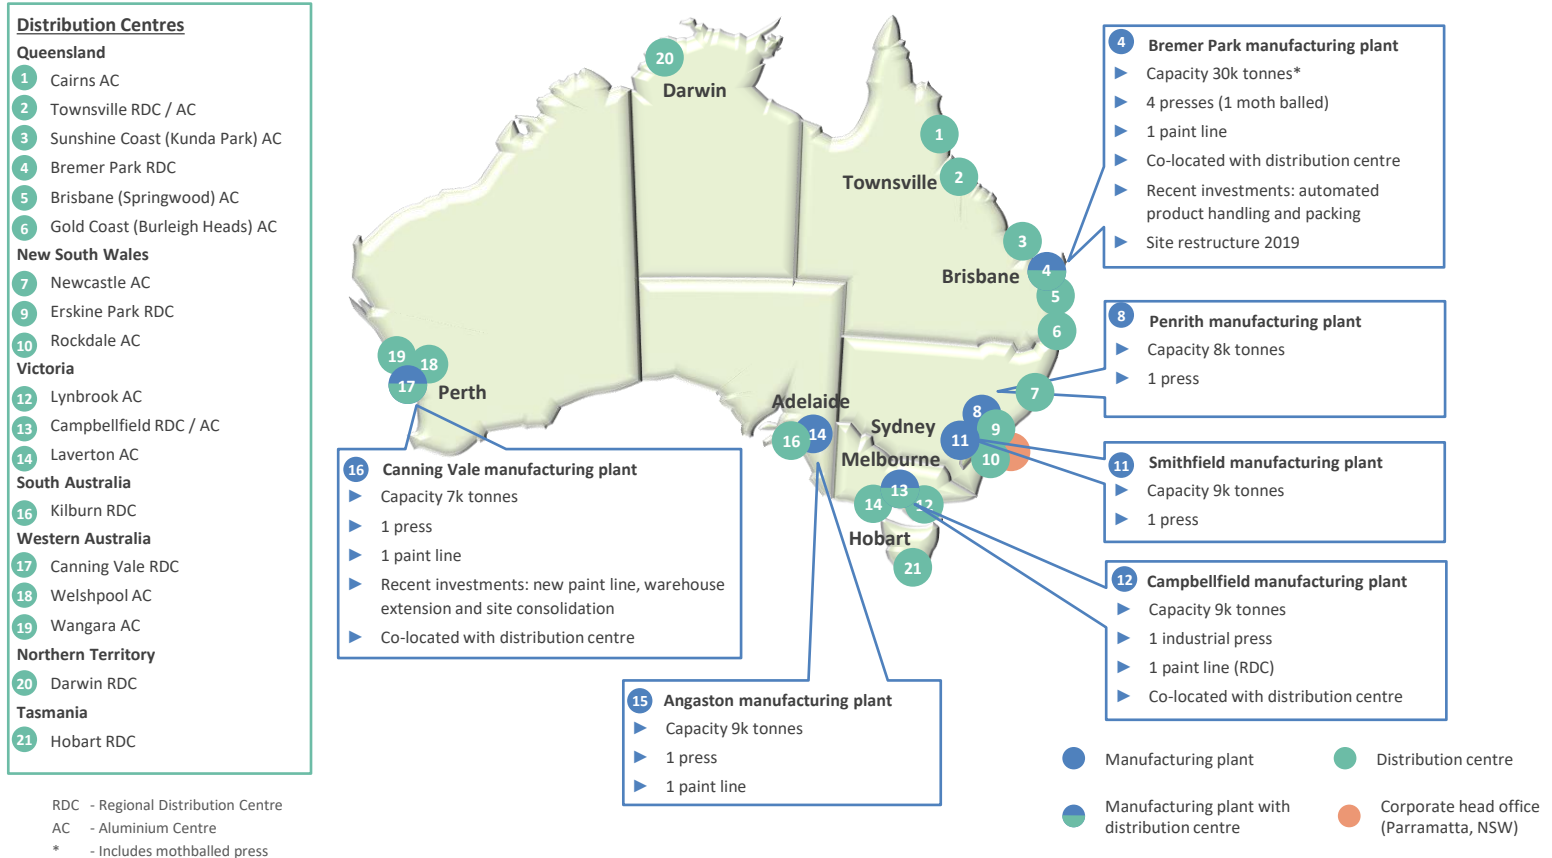 Distribution Centres
Queensland
1 Cairns AC
2 Townsville RDC / AC
3 Sunshine Coast (Kunda Park) AC
4 Bremer Park RDC
5 Brisbane (Springwood) AC
6 Gold Coast (Burleigh Heads) AC
New South Wales
7 Newcastle AC
9 Erskine Park RDC
10 Rockdale AC
Victoria
12 Lynbrook AC
13 Campbellfield RDC / AC
14 Laverton AC
South Australia
16 Kilburn RDC
Western Australia
17 Canning Vale RDC
18 Welshpool AC
19 Wangara AC
Northern Territory
20 Darwin RDC
Tasmania
21 Hobart RDC
RDC - Regional Distribution Centre
AC - Aluminium Centre
* - Includes mothballed press
20
Darwin
1
Townsville 2
3
Brisbane 4
5
6
19
18
17
Perth
Adelaide
16
14
7
8
Sydney
9
11
10
Melbourne
13
14
12
Hobart
21
4 Bremer Park manufacturing plant
Capacity 30k tonnes*
4 presses (1 moth balled)
1 paint line
Co-located with distribution centre
Recent investments: automated
product handling and packing
Site restructure 2019
8 Penrith manufacturing plant
Capacity 8k tonnes
1 press
11 Smithfield manufacturing plant
Capacity 9k tonnes
1 press
12 Campbellfield manufacturing plant
Capacity 9k tonnes
1 industrial press
1 paint line (RDC)
Co-located with distribution centre
16 Canning Vale manufacturing plant
Capacity 7k tonnes
1 press
1 paint line
Recent investments: new paint line, warehouse
extension and site consolidation
Co-located with distribution centre
15 Angaston manufacturing plant
Capacity 9k tonnes
1 press
1 paint line
Manufacturing plant
Distribution centre
Manufacturing plant with
distribution centre
Corporate head office
(Parramatta, NSW)